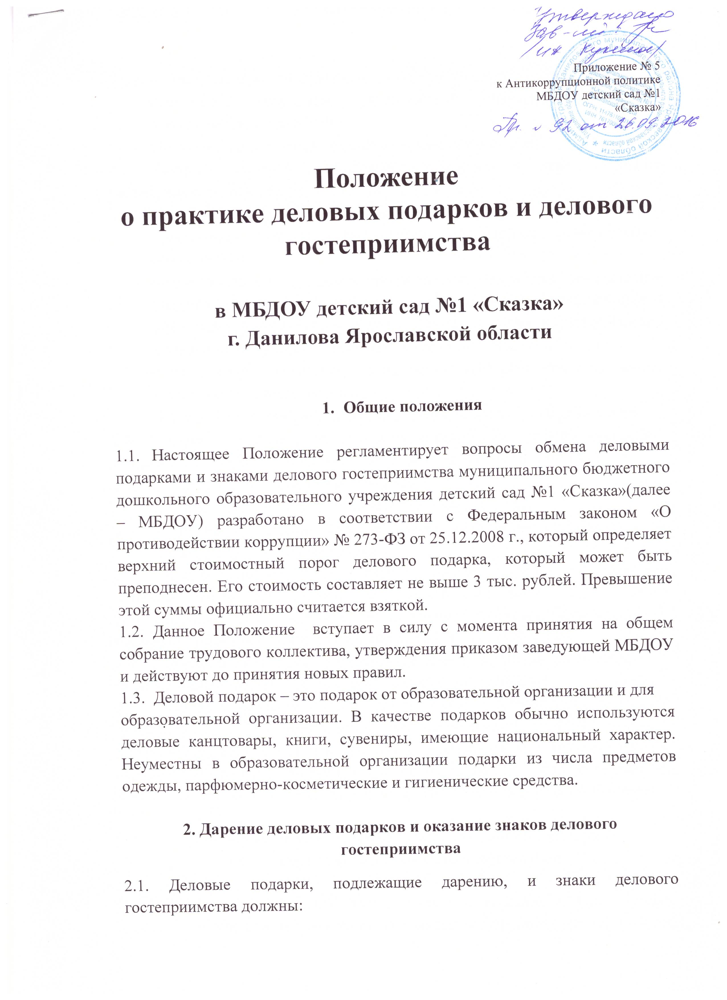 Утверждаю
Зав-щий
Приложение № 5
к Антикоррупционной политике
МБДОУ детский сад №1
«Сказка»
Пр. № 92 от 26.09.2016
Положение
о практике деловых подарков и делового
гостеприимства
в МБДОУ детский сад №1 «Сказка»
г. Данилова Ярославской области
1. Общие положения
1.1. Настоящее Положение регламентирует вопросы обмена деловыми
подарками и знаками делового гостеприимства муниципального бюджетного
дошкольного образовательного учреждения детский сад №1 «Сказка»(далее
– МБДОУ) разработано в соответствии с Федеральным законом «О
противодействии коррупции» № 273-ФЗ от 25.12.2008 г., который определяет
верхний стоимостный порог делового подарка, который может быть
преподнесен. Его стоимость составляет не выше 3 тыс. рублей. Превышение
этой суммы официально считается взяткой.
1.2. Данное Положение вступает в силу с момента принятия на общем
собрание трудового коллектива, утверждения приказом заведующей МБДОУ
и действуют до принятия новых правил.
1.3. Деловой подарок – это подарок от образовательной организации и для
образовательной организации. В качестве подарков обычно используются
деловые канцтовары, книги, сувениры, имеющие национальный характер.
Неуместны в образовательной организации подарки из числа предметов
одежды, парфюмерно-косметические и гигиенические средства.
2. Дарение деловых подарков и оказание знаков делового
гостеприимства
2.1. Деловые подарки, подлежащие дарению, и знаки делового
гостеприимства должны: